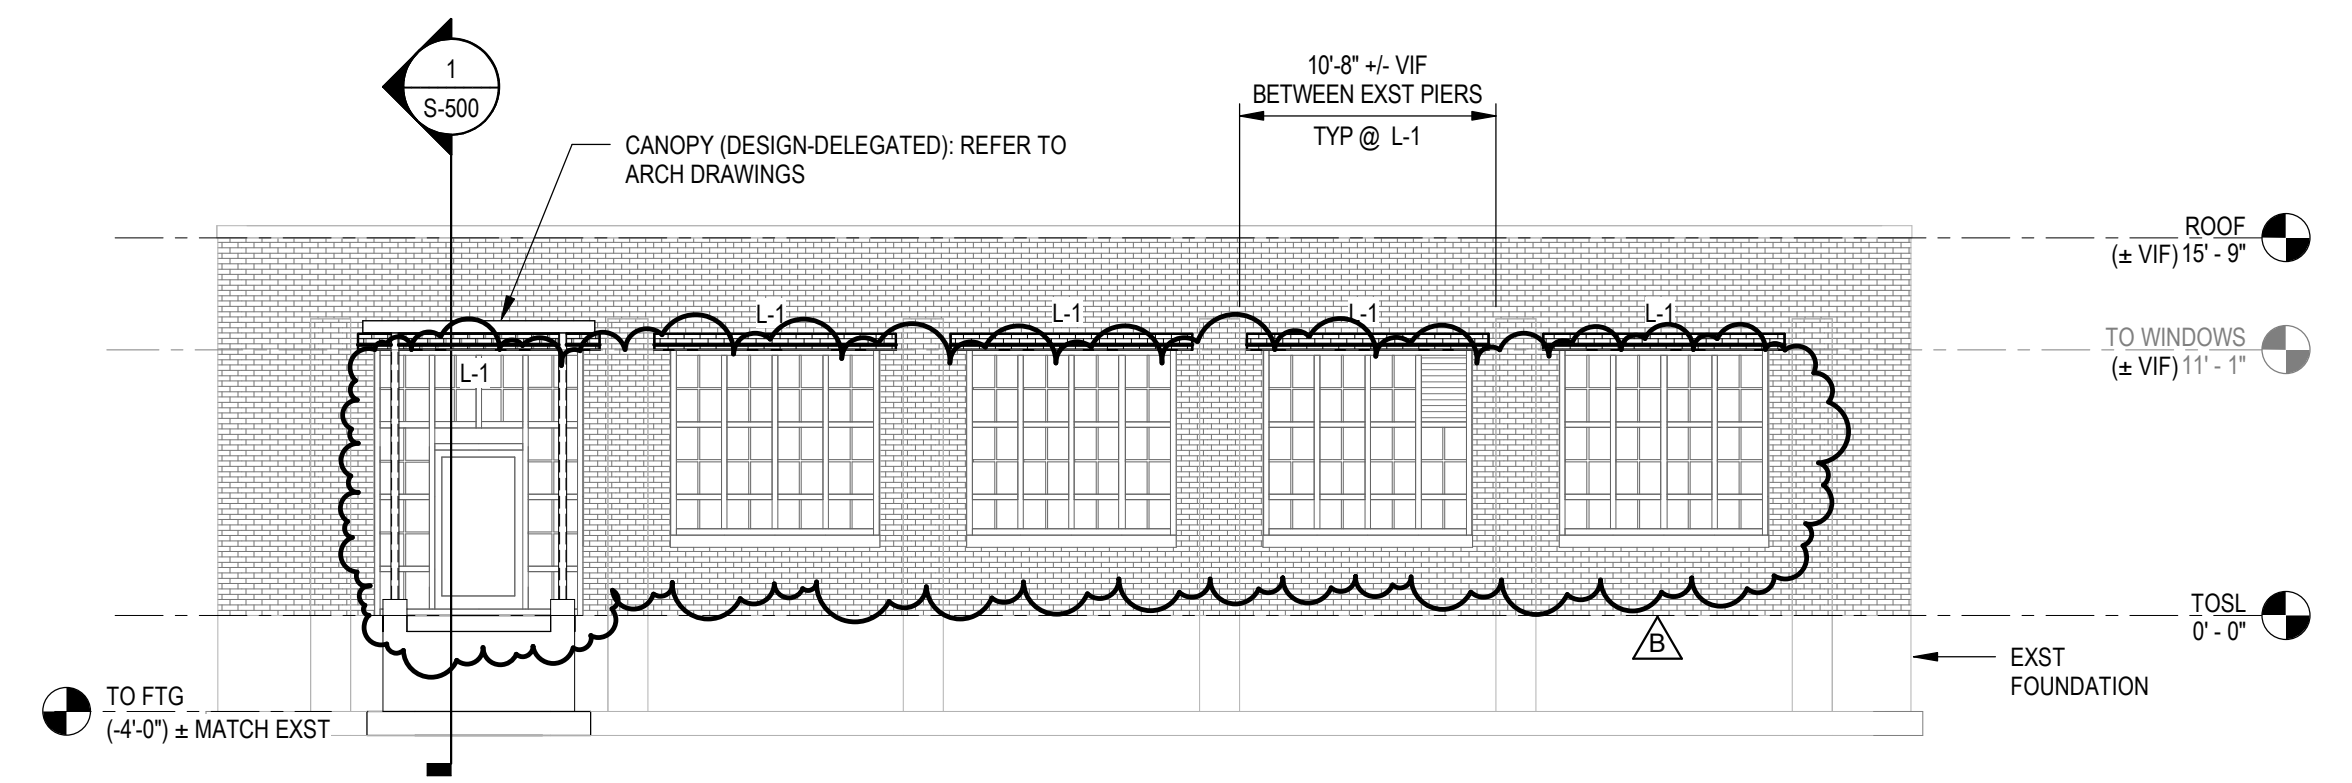 1
S-500
CANOPY (DESIGN-DELEGATED): REFER TO
ARCH DRAWINGS
10'-8" +/- VIF
BETWEEN EXST PIERS
TYP @ L-1
ROOF
(± VIF) 15' - 9"
L-1
L-1
L-1
L-1
TO WINDOWS
(± VIF) 11' - 1"
L-1
TOSL
0' - 0"
B
EXST
FOUNDATION
TO FTG
(-4'-0") ± MATCH EXST